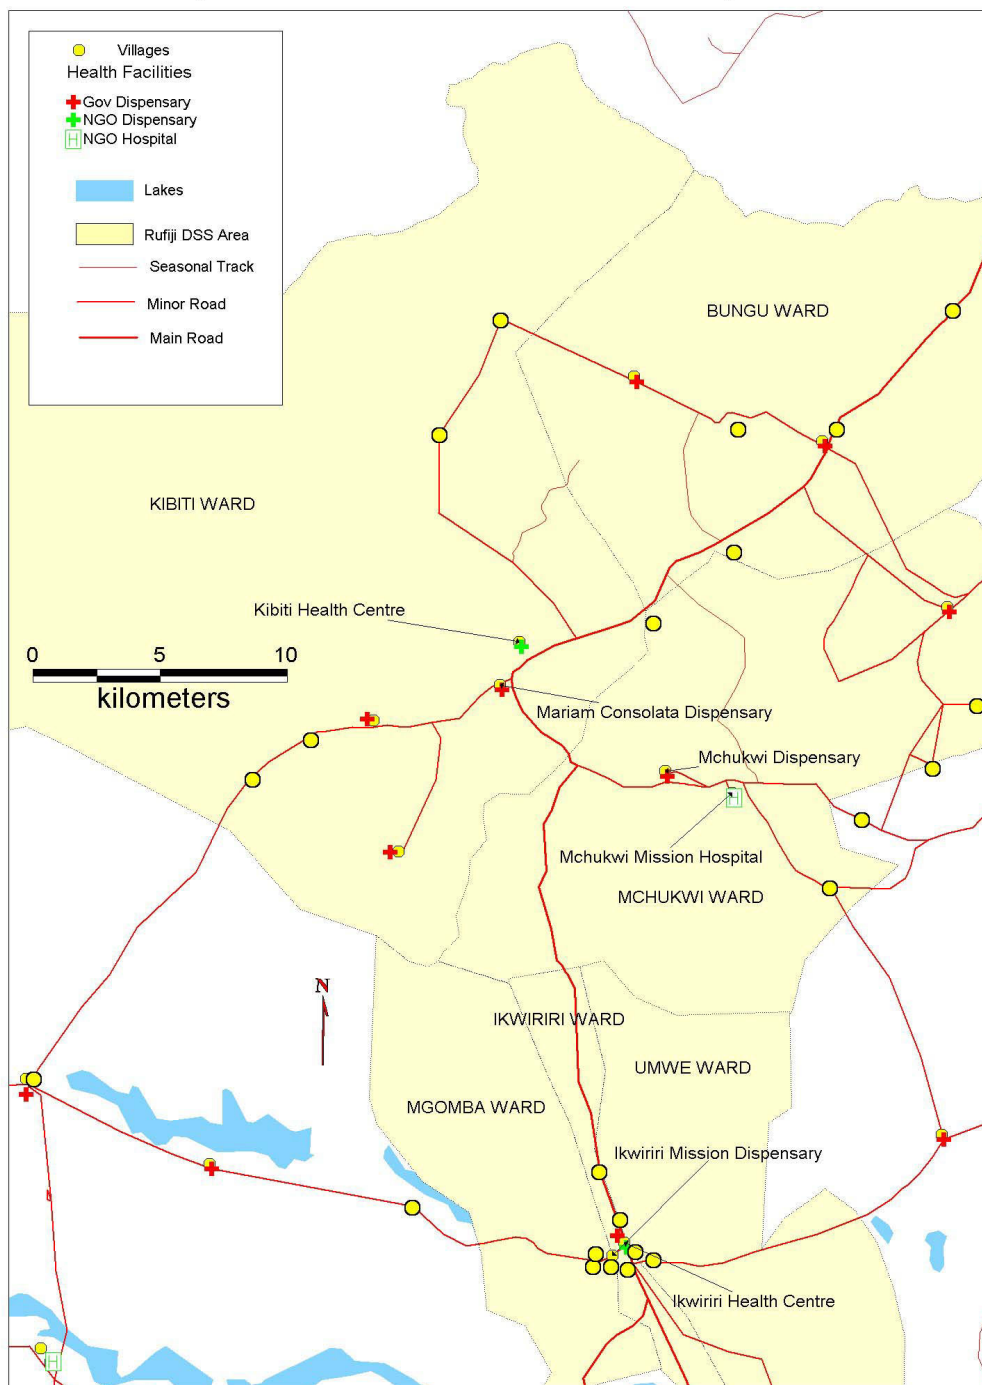 Villages
Health Facilities
Gov Dispensary
NGO Dispensary
H NGO Hospital
Lakes
Rufiji DSS Area
Seasonal Track
Minor Road
Main Road
BUNGU WARD
KIBITI WARD
Kibiti Health Centre
0 5 10
kilometers
Mariam Consolata Dispensary
Mchukwi Dispensary
H
Mchukwi Mission Hospital
MCHUKWI WARD
N
IKWIRIRI WARD
UMWE WARD
MGOMBA WARD
Ikwiriri Mission Dispensary
Ikwiriri Health Centre
H